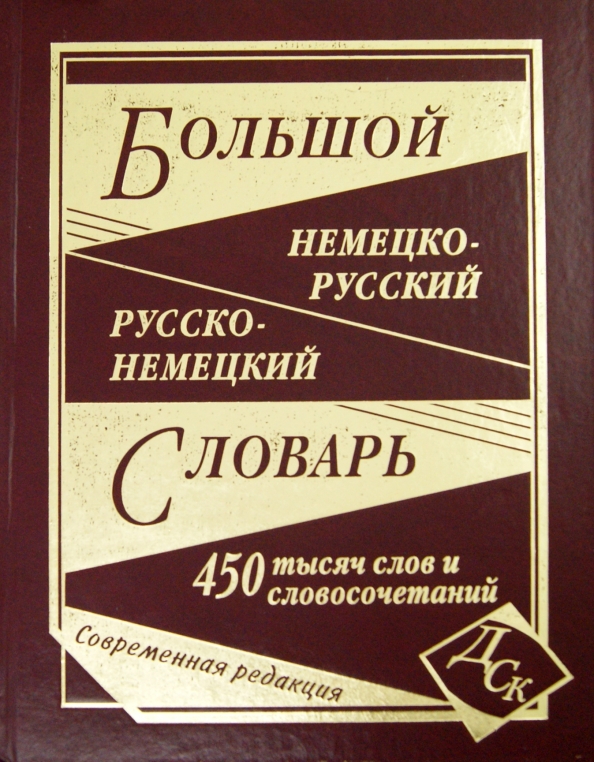 БОЛЬШОЙ
НЕМЕЦКО-
РУССКИЙ
РУССКО-
НЕМЕЦКИЙ
СЛОВАРЬ
450 тысяч слов и
словосочетаний
Современная редакция
ДСК